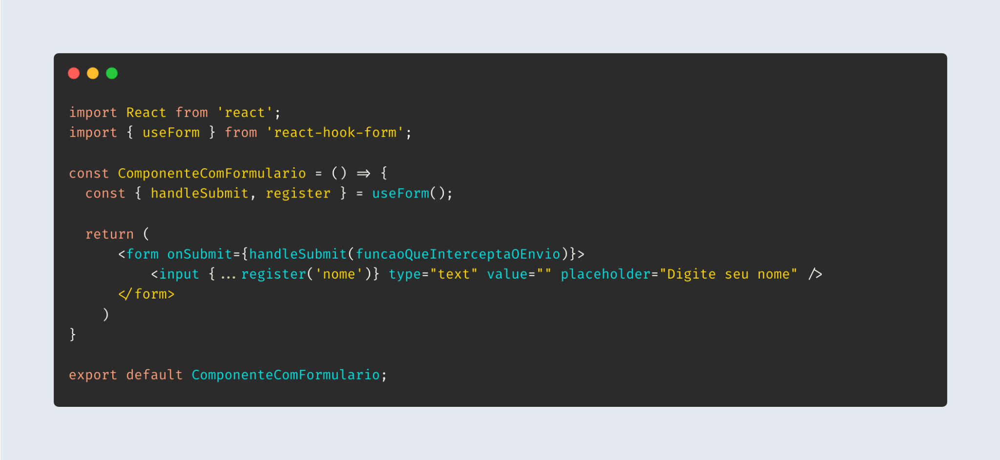 import React from 'react';
import { useForm } from 'react-hook-form';
const ComponenteComFormulario = () => {
const { handleSubmit, register } = useForm();
return (
<form onSubmit={handleSubmit(funcaoQueInterceptaOEnvio)}>
<input {...register('nome')} type="text" value="" placeholder="Digite seu nome" />
</form>
)
}
export default ComponenteComFormulario;